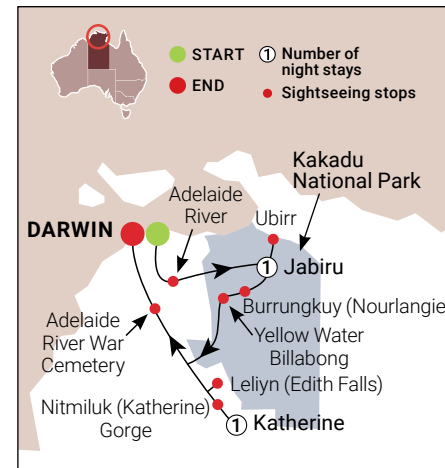 START
END
1 Number of
night stays
Sightseeing stops
Kakadu
National Park
Adelaide
River
Ubirr
DARWIN
1 Jabiru
Burrungkuy (Nourlangie)
Adelaide
River War
Cemetery
Yellow Water
Billabong
Leliyn (Edith Falls)
Nitmiluk (Katherine)
Gorge
1 Katherine